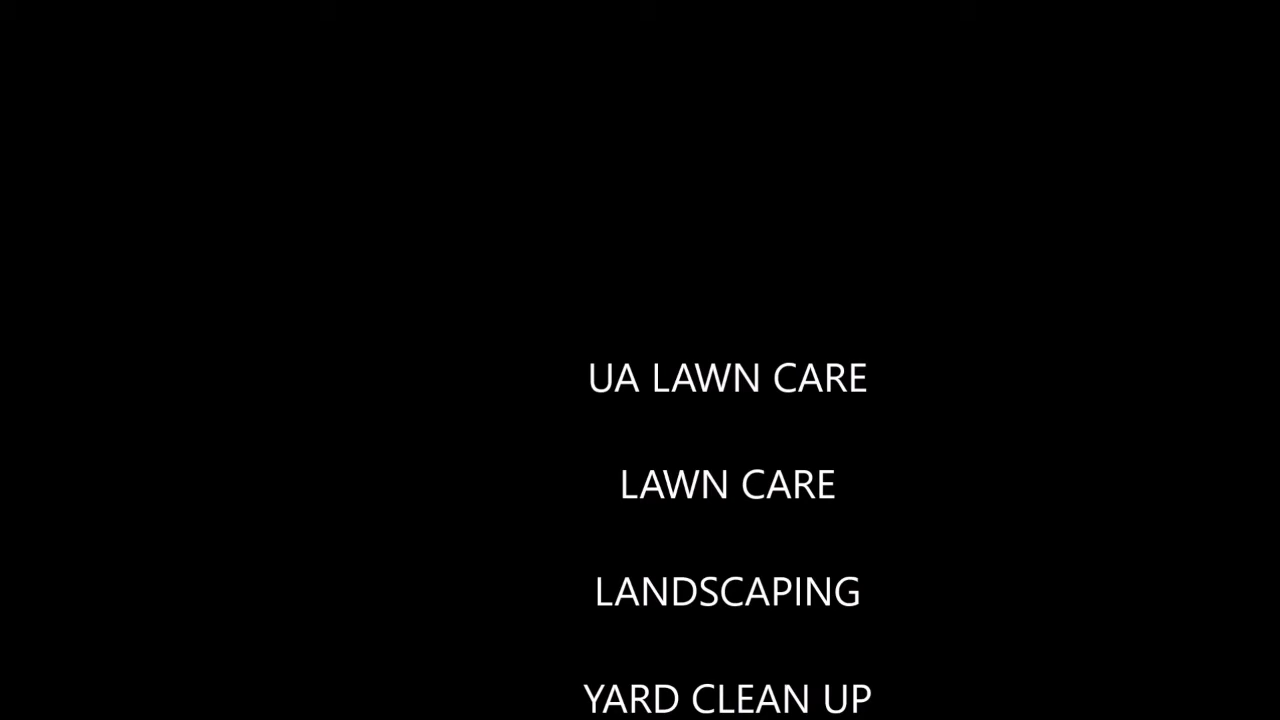 UA LAWN CARE
LAWN CARE
LANDSCAPING
YARD CLEAN UP